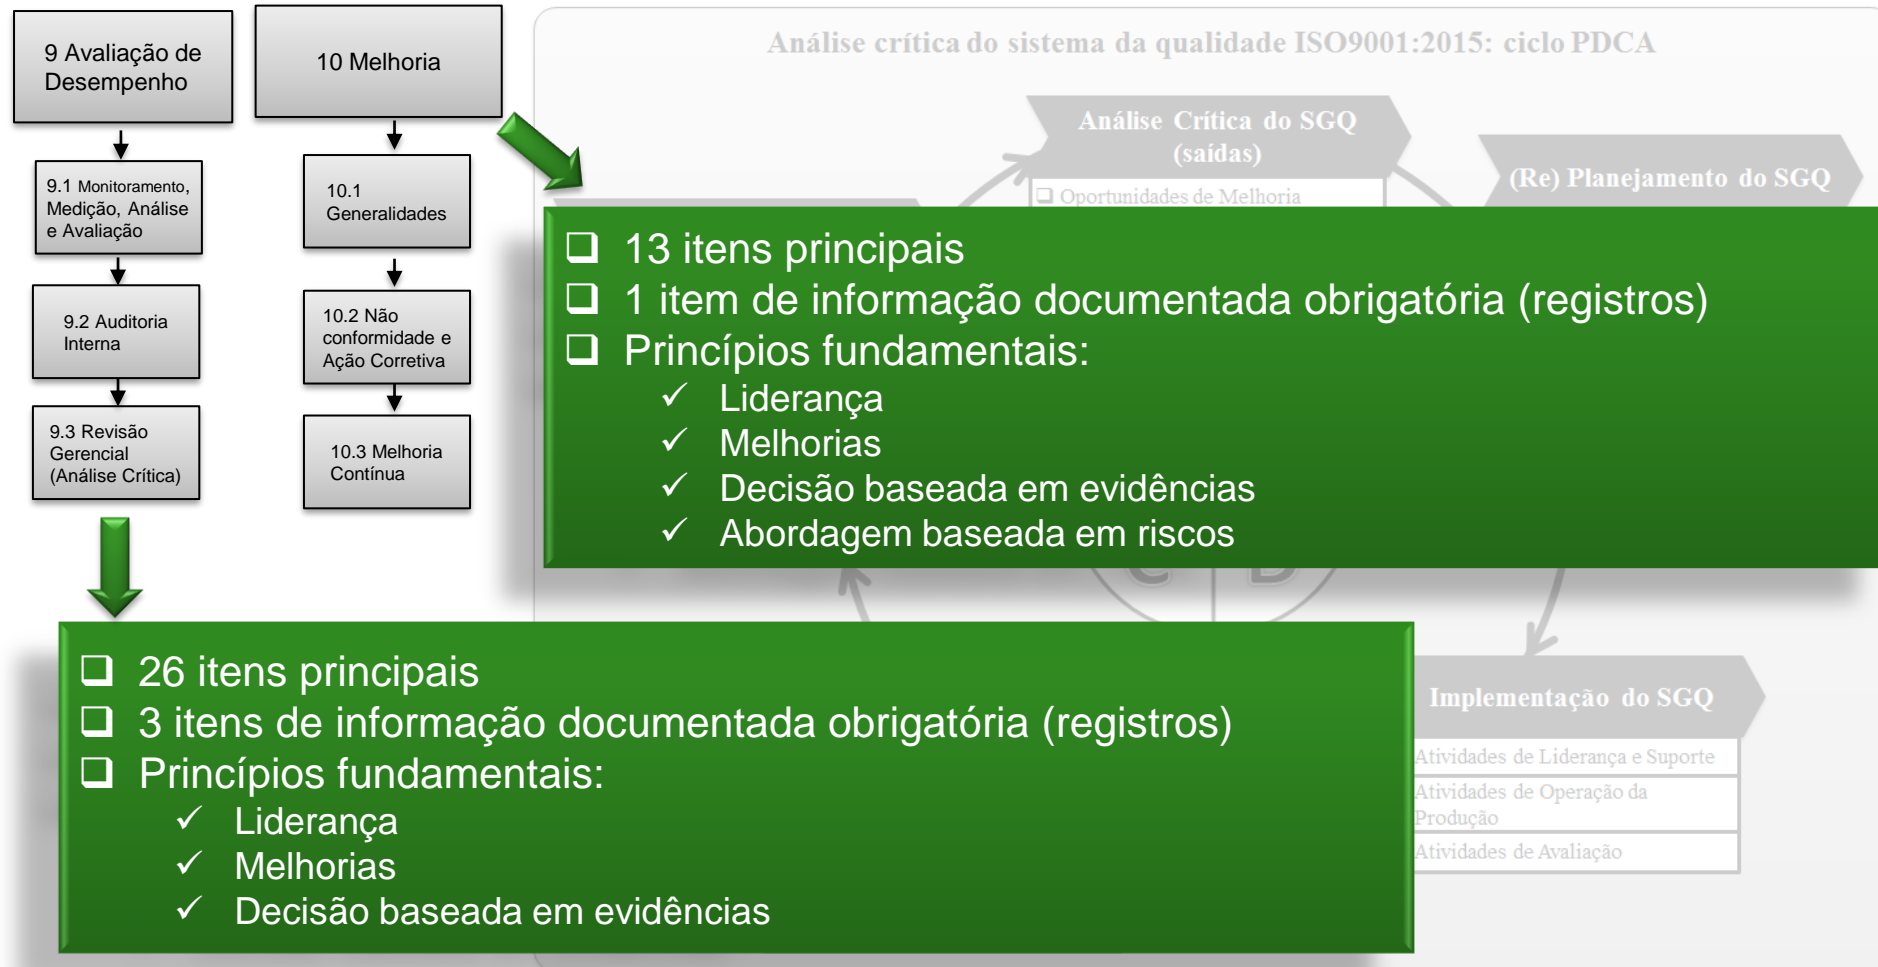 9 Avaliação de
Desempenho
9.1 Monitoramento,
Medição, Análise
e Avaliação
9.2 Auditoria
Interna
9.3 Revisão
Gerencial
(Análise Crítica)
10 Melhoria
10.1
Generalidades
10.2 Não
conformidade e
Ação Corretiva
10.3 Melhoria
Contínua
Análise crítica do sistema da qualidade ISO9001:2015: ciclo PDCA
Análise Crítica do SGQ
(saídas)
❑ Oportunidades de Melhoria
(Re) Planejamento do SGQ
❑ 13 itens principais
❑ 1 item de informação documentada obrigatória (registros)
❑ Princípios fundamentais:
✓ Liderança
✓ Melhorias
✓ Decisão baseada em evidências
✓ Abordagem baseada em riscos
C D
❑ 26 itens principais
❑ 3 itens de informação documentada obrigatória (registros)
❑ Princípios fundamentais:
✓ Liderança
✓ Melhorias
✓ Decisão baseada em evidências
Implementação do SGQ
Atividades de Liderança e Suporte
Atividades de Operação da
Produção
Atividades de Avaliação